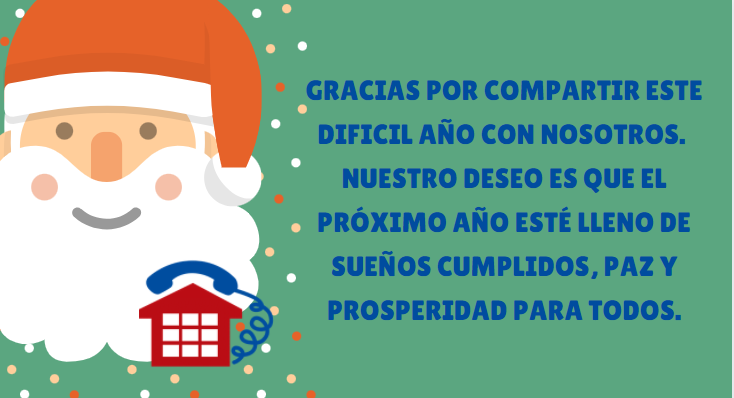 GRACIAS POR COMPARTIR ESTE
DIFICIL AÑO CON NOSOTROS.
NUESTRO DESEO ES QUE EL
PRÓXIMO AÑO ESTÉ LLENO DE
SUEÑOS CUMPLIDOS, PAZ Y
PROSPERIDAD PARA TODOS.